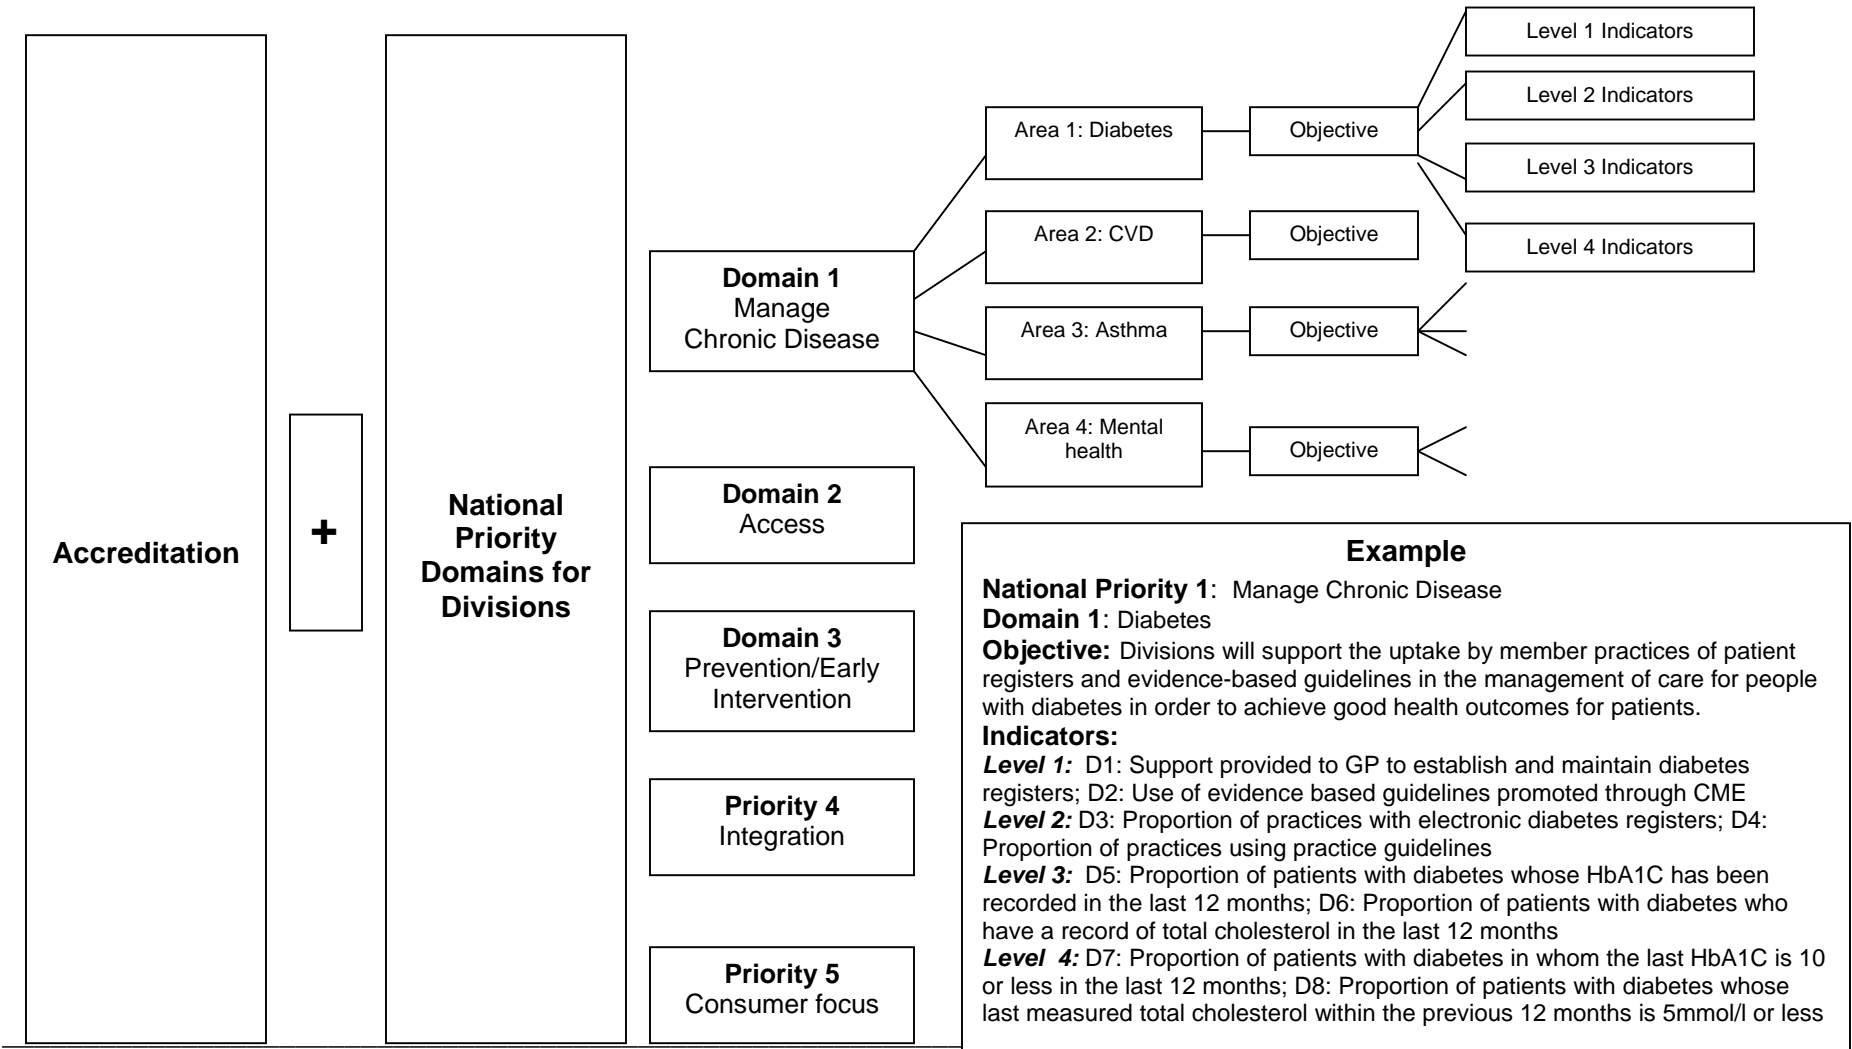 Accreditation
+
National
Priority
Domains for
Divisions
Domain 1
Manage
Chronic Disease
Domain 2
Access
Domain 3
Prevention/Early
Intervention
Priority 4
Integration
Priority 5
Consumer focus
Area 1: Diabetes
Objective
Area 2: CVD
Objective
Area 3: Asthma
Objective
Area 4: Mental
health
Objective
Level 1 Indicators
Level 2 Indicators
Level 3 Indicators
Level 4 Indicators
Example
National Priority 1: Manage Chronic Disease
Domain 1: Diabetes
Objective: Divisions will support the uptake by member practices of patient
registers and evidence-based guidelines in the management of care for people
with diabetes in order to achieve good health outcomes for patients.
Indicators:
Level 1: D1: Support provided to GP to establish and maintain diabetes
registers; D2: Use of evidence based guidelines promoted through CME
Level 2: D3: Proportion of practices with electronic diabetes registers; D4:
Proportion of practices using practice guidelines
Level 3: D5: Proportion of patients with diabetes whose HbA1C has been
recorded in the last 12 months; D6: Proportion of patients with diabetes who
have a record of total cholesterol in the last 12 months
Level 4: D7: Proportion of patients with diabetes in whom the last HbA1C is 10
or less in the last 12 months; D8: Proportion of patients with diabetes whose
last measured total cholesterol within the previous 12 months is 5mmol/l or less